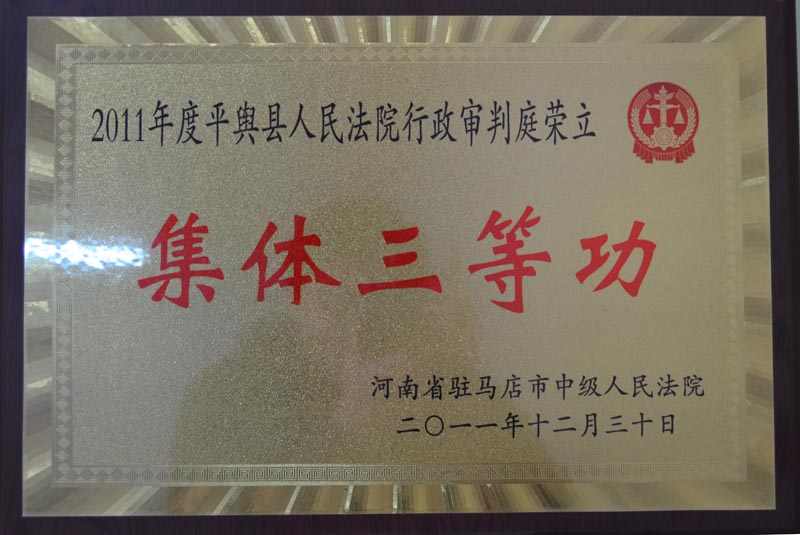 2011年度平舆县人民法院行政审判庭荣立
集体三等功
河南省驻马店市中级人民法院
二〇一一年十二月三十日